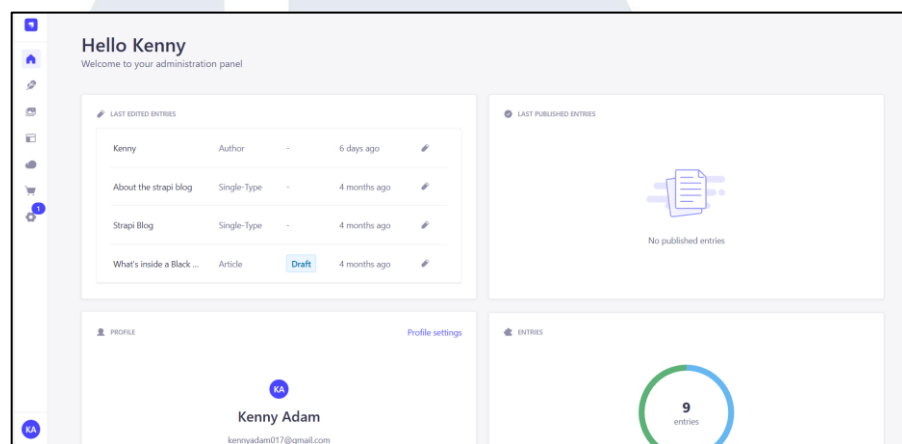 Hello Kenny
Welcome to your administration panel
LAST EDITED ENTRIES
Kenny Author - 6 days ago
About the strapi blog Single-Type - 4 months ago
Strapi Blog Single-Type - 4 months ago
What's inside a Black ... Article Draft 4 months ago
LAST PUBLISHED ENTRIES
No published entries
1
PROFILE
Profile settings
KA
Kenny Adam
kennyadam017@gmail.com
ENTRIES
9
entries
KA